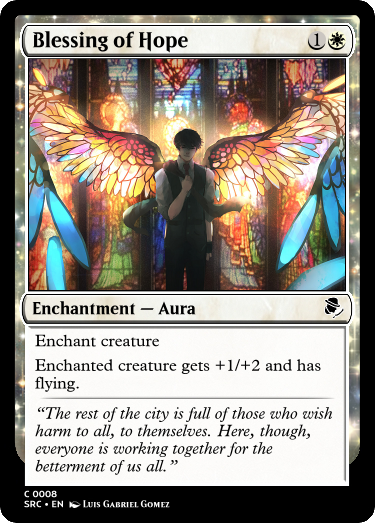 Blessing of Hope 1
Enchantment — Aura
Enchant creature
Enchanted creature gets +1/+2 and has
flying.
“The rest of the city is full of those who wish
harm to all, to themselves. Here, though,
everyone is working together for the
betterment of us all.”
C 0008
SRC • EN Luis Gabriel Gomez